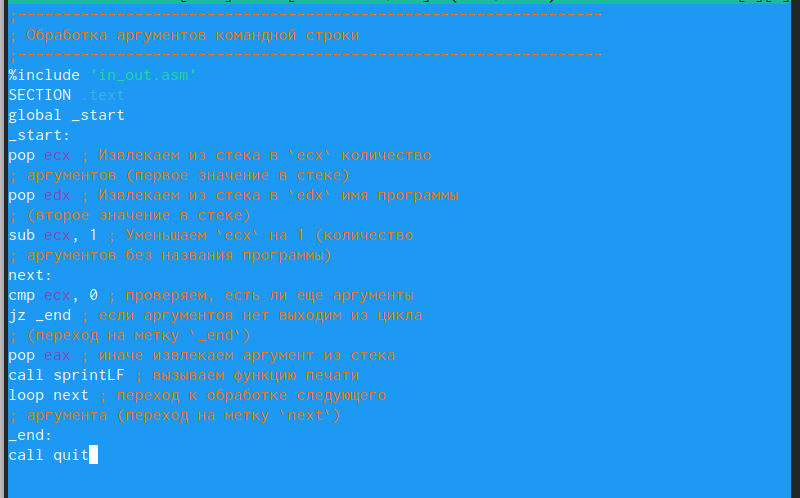 ;-----------------------------------------------------------------
; Обработка аргументов командной строки
;-----------------------------------------------------------------
%include 'in_out.asm'
SECTION .text
global _start
_start:
pop ecx ; Извлекаем из стека в `ecx` количество
; аргументов (первое значение в стеке)
pop edx ; Извлекаем из стека в `edx` имя программы
; (второе значение в стеке)
sub ecx, 1 ; Уменьшаем `ecx` на 1 (количество
; аргументов без названия программы)
next:
cmp ecx, 0 ; проверяем, есть ли еще аргументы
jz _end ; если аргументов нет выходим из цикла
; (переход на метку `_end`)
pop eax ; иначе извлекаем аргумент из стека
call sprintLF ; вызываем функцию печати
loop next ; переход к обработке следующего
; аргумента (переход на метку `next`)
_end:
call quit